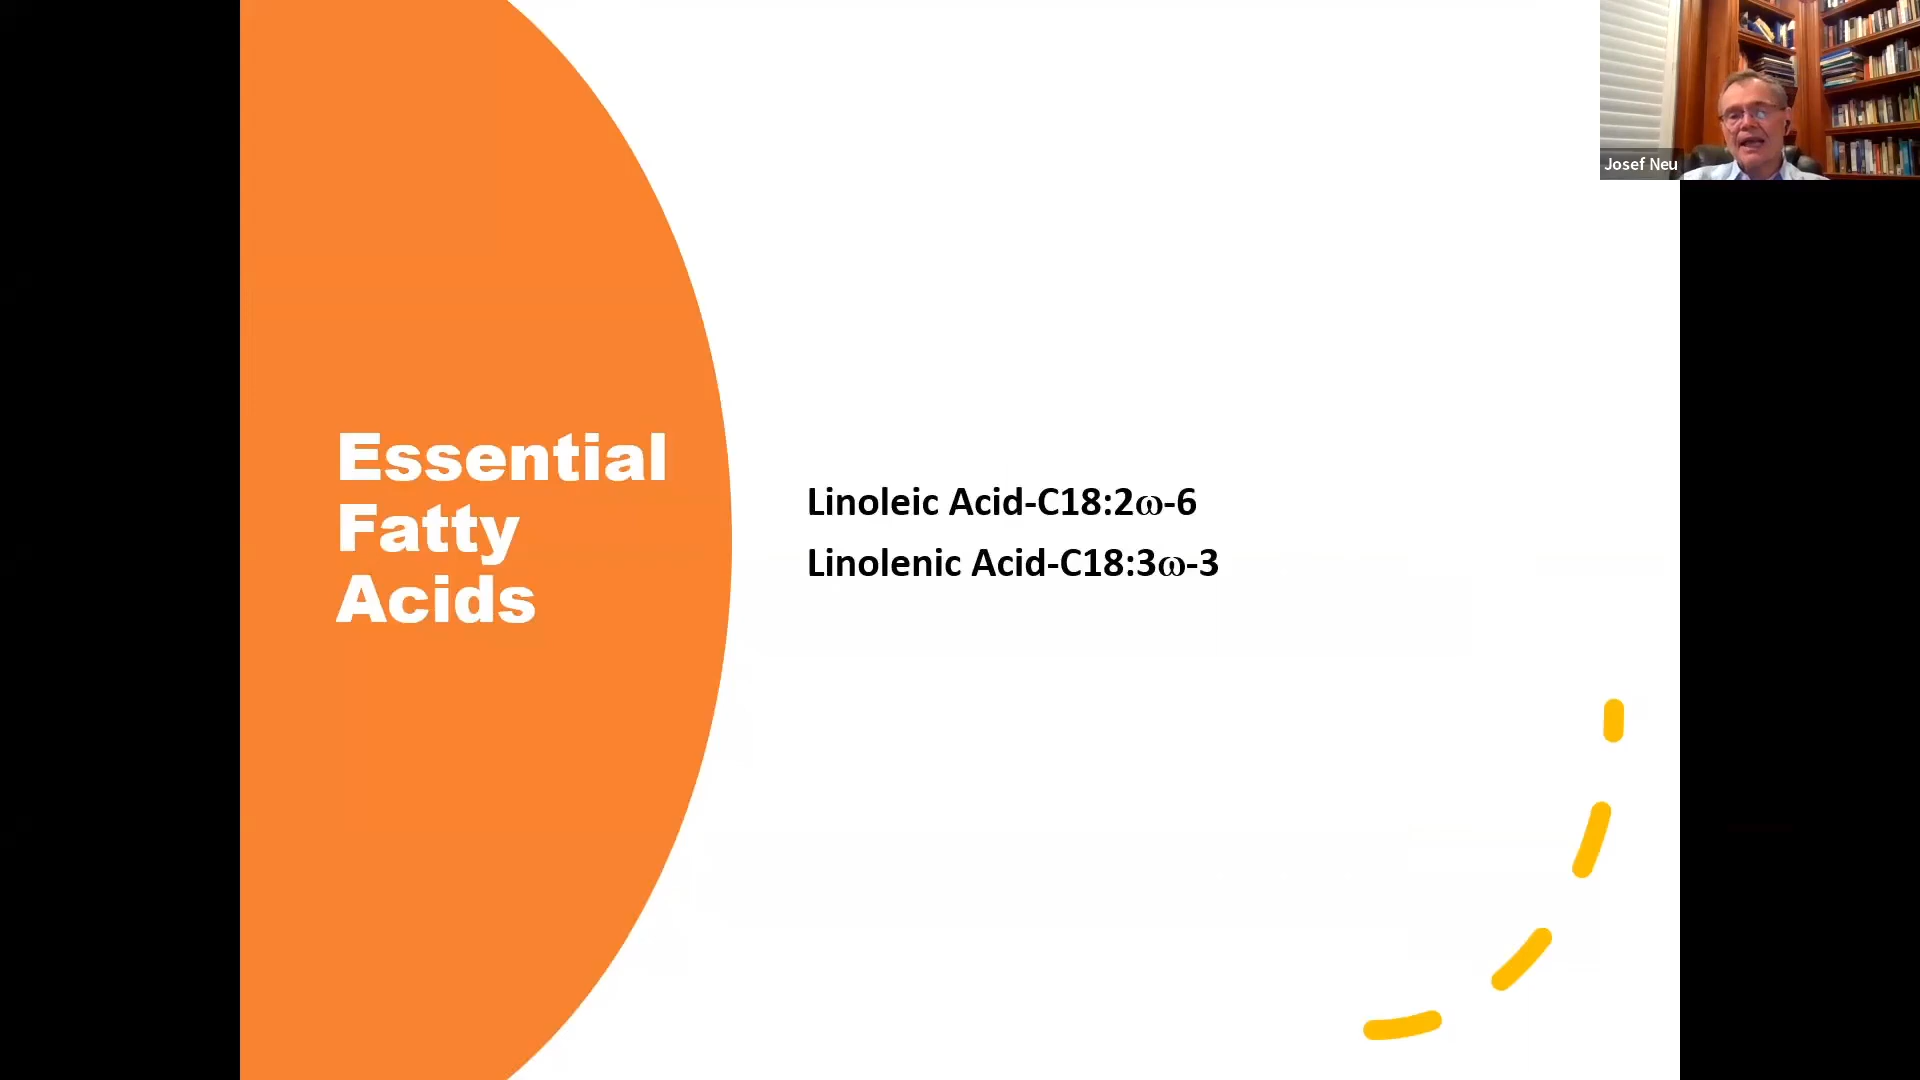 Essential
Fatty
Acids
Linoleic Acid-C18:2ω-6
Linolenic Acid-C18:3ω-3
Josef Neu